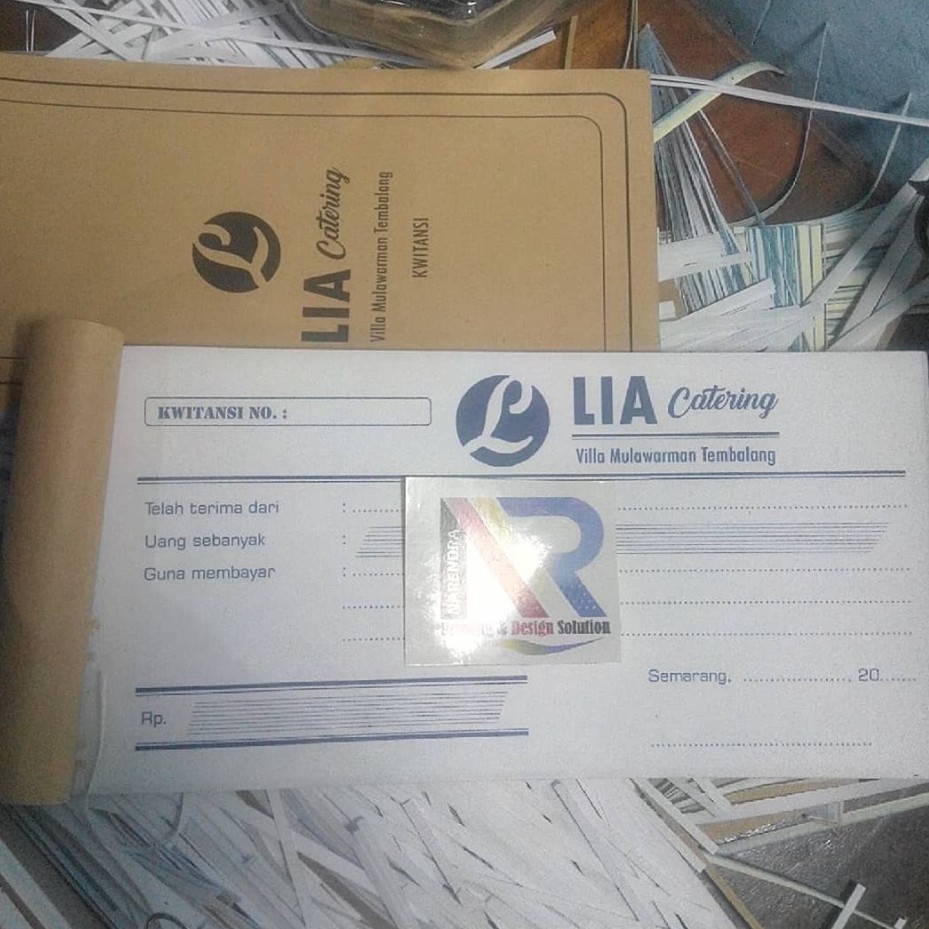 LIA Catering
Villa Mulawarman Tembalang
KWITANSI
KWITANSI NO. :
LIA Catering
Villa Mulawarman Tembalang
Telah terima dari :
Uang sebanyak :
Guna membayar :
NARENDRA
R
& Design Solution
Semarang, .................... 20.......
Rp.